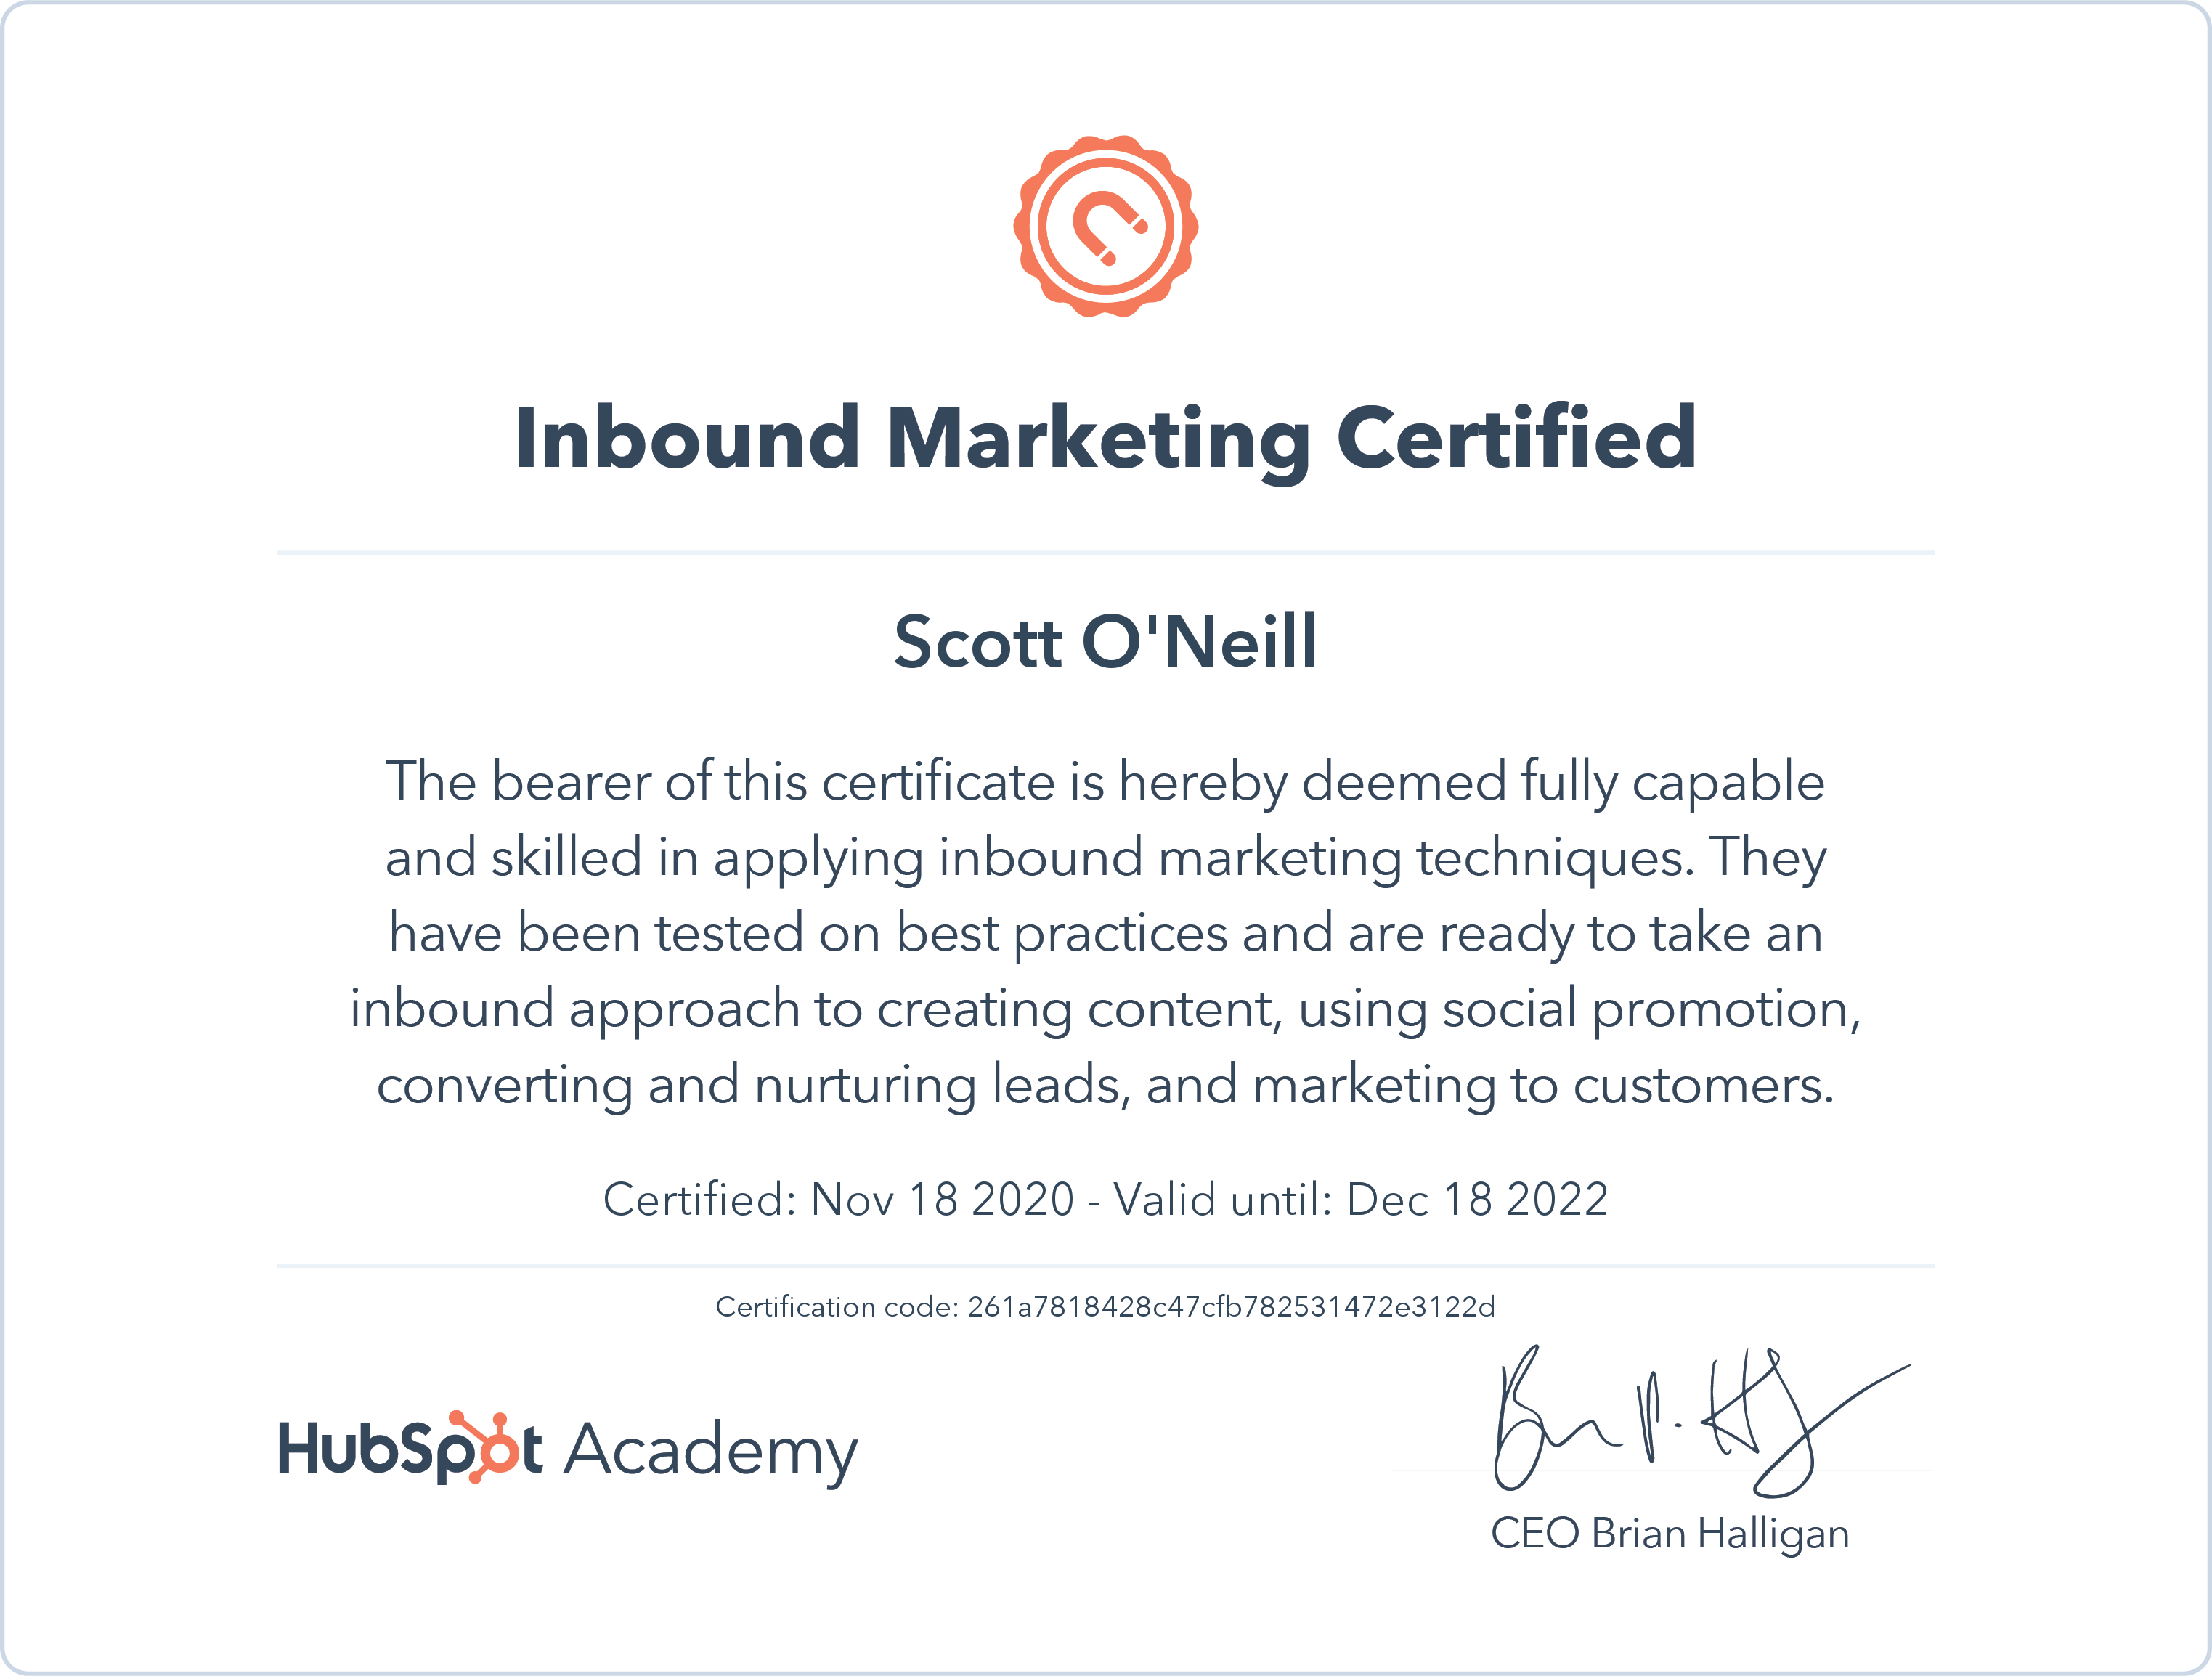 Inbound Marketing Certified
Scott O'Neill
The bearer of this certificate is hereby deemed fully capable
and skilled in applying inbound marketing techniques. They
have been tested on best practices and are ready to take an
inbound approach to creating content, using social promotion,
converting and nurturing leads, and marketing to customers.
Certified: Nov 18 2020 - Valid until: Dec 18 2022
Certification code: 261a7818428c47cfb782531472e3122d
HubSpot Academy
CEO Brian Halligan